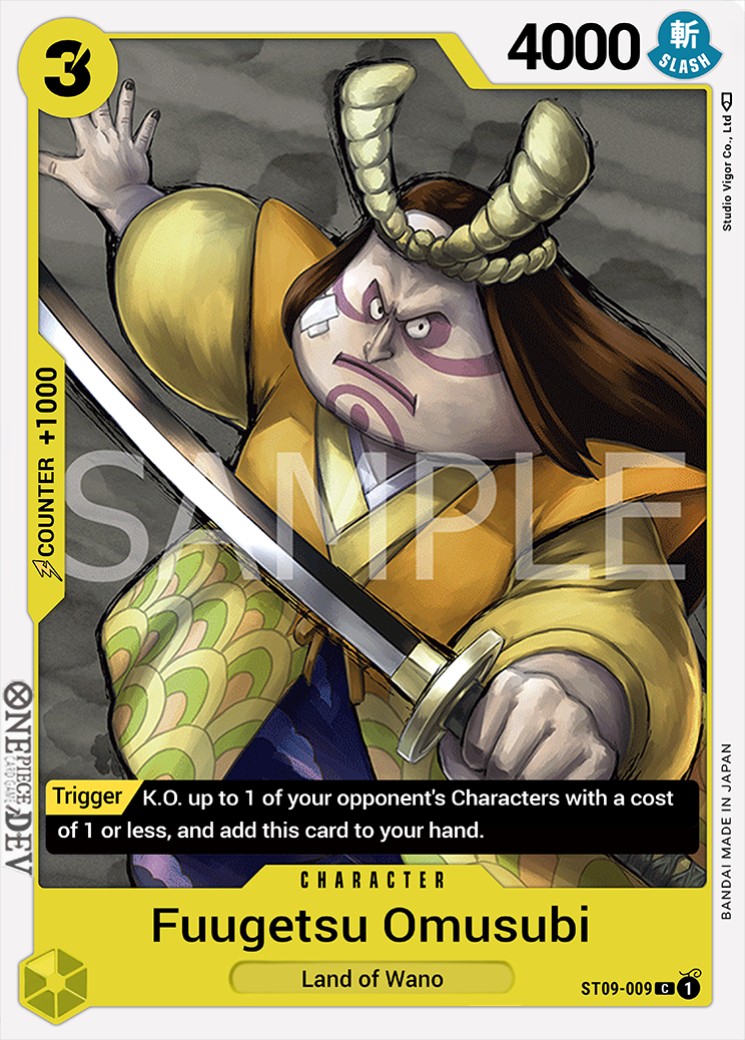 3
4000
斬
SLASH
Studio Vigor Co., Ltd
COUNTER +1000
SAMPLE
ONE PIECE
CARD GAME
DEV
Trigger K.O. up to 1 of your opponent's Characters with a cost
of 1 or less, and add this card to your hand.
BANDAI MADE IN JAPAN
CHARACTER
Fuugetsu Omusubi
Land of Wano
ST09-009 C 1